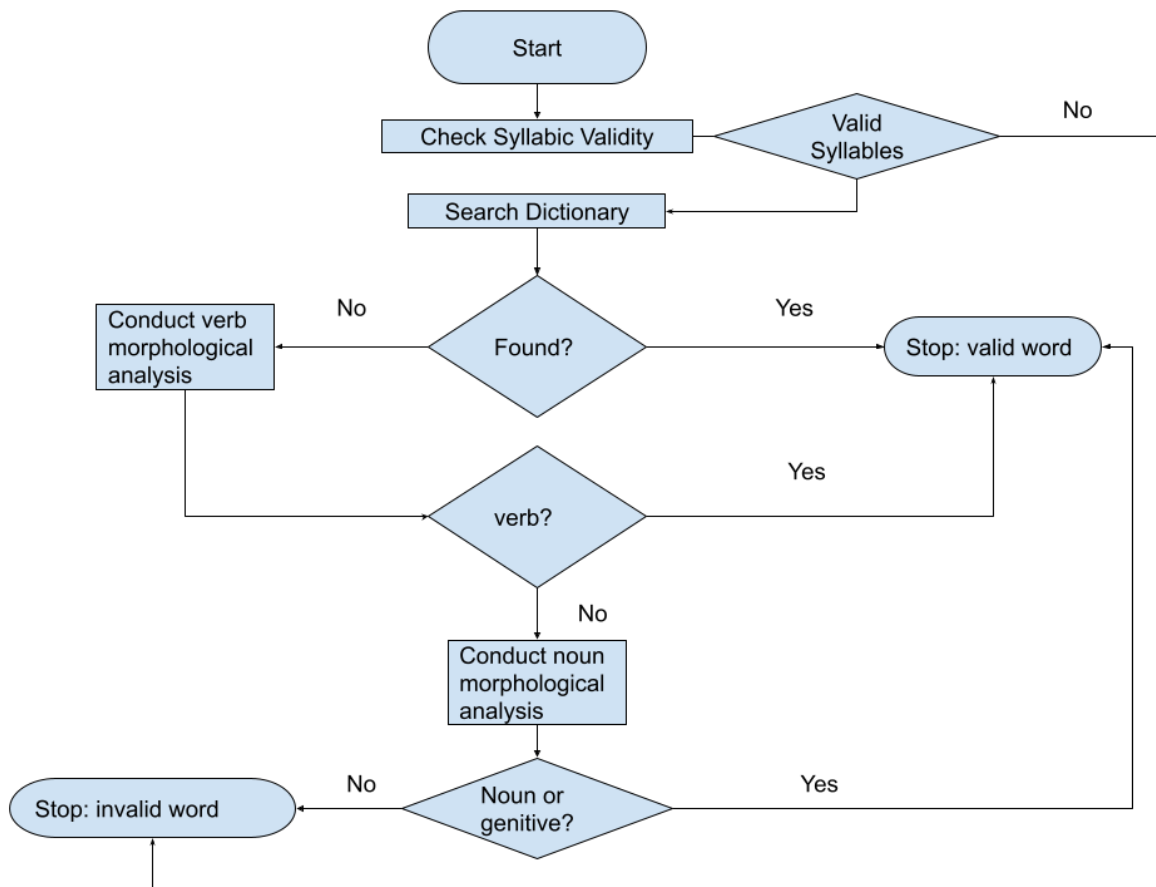 Start
Check Syllabic Validity
Valid
Syllables
No
Search Dictionary
No
Yes
Conduct verb
morphological
analysis
Found?
Stop: valid word
Yes
verb?
No
Conduct noun
morphological
analysis
No
Yes
Stop: invalid word
Noun or
genitive?